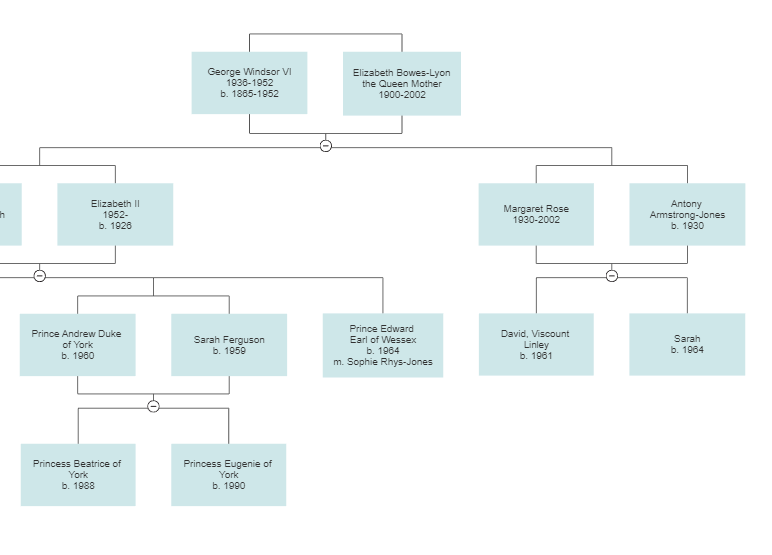 George Windsor VI
1936-1952
b. 1865-1952
Elizabeth Bowes-Lyon
the Queen Mother
1900-2002
h
Elizabeth II
1952-
b. 1926
Margaret Rose
1930-2002
Antony
Armstrong-Jones
b. 1930
Prince Andrew Duke
of York
b. 1960
Sarah Ferguson
b. 1959
Prince Edward
Earl of Wessex
b. 1964
m. Sophie Rhys-Jones
David, Viscount
Linley
b. 1961
Sarah
b. 1964
Princess Beatrice of
York
b. 1988
Princess Eugenie of
York
b. 1990